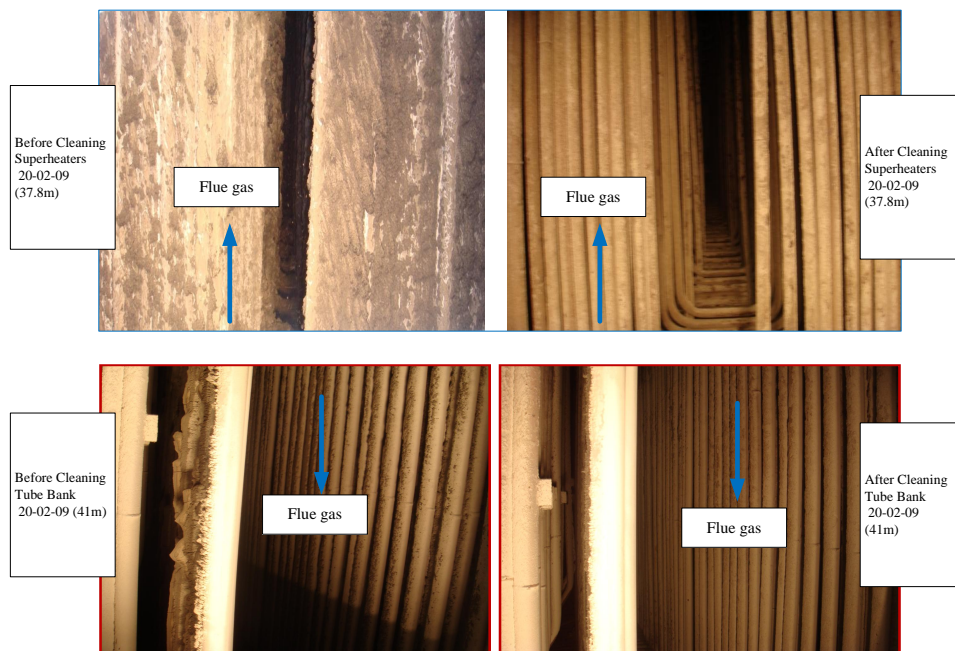 Before Cleaning
Superheaters
20-02-09
(37.8m)
Flue gas
Flue gas
After Cleaning
Superheaters
20-02-09
(37.8m)
Before Cleaning
Tube Bank
20-02-09 (41m)
Flue gas
Flue gas
After Cleaning
Tube Bank
20-02-09
(41m)